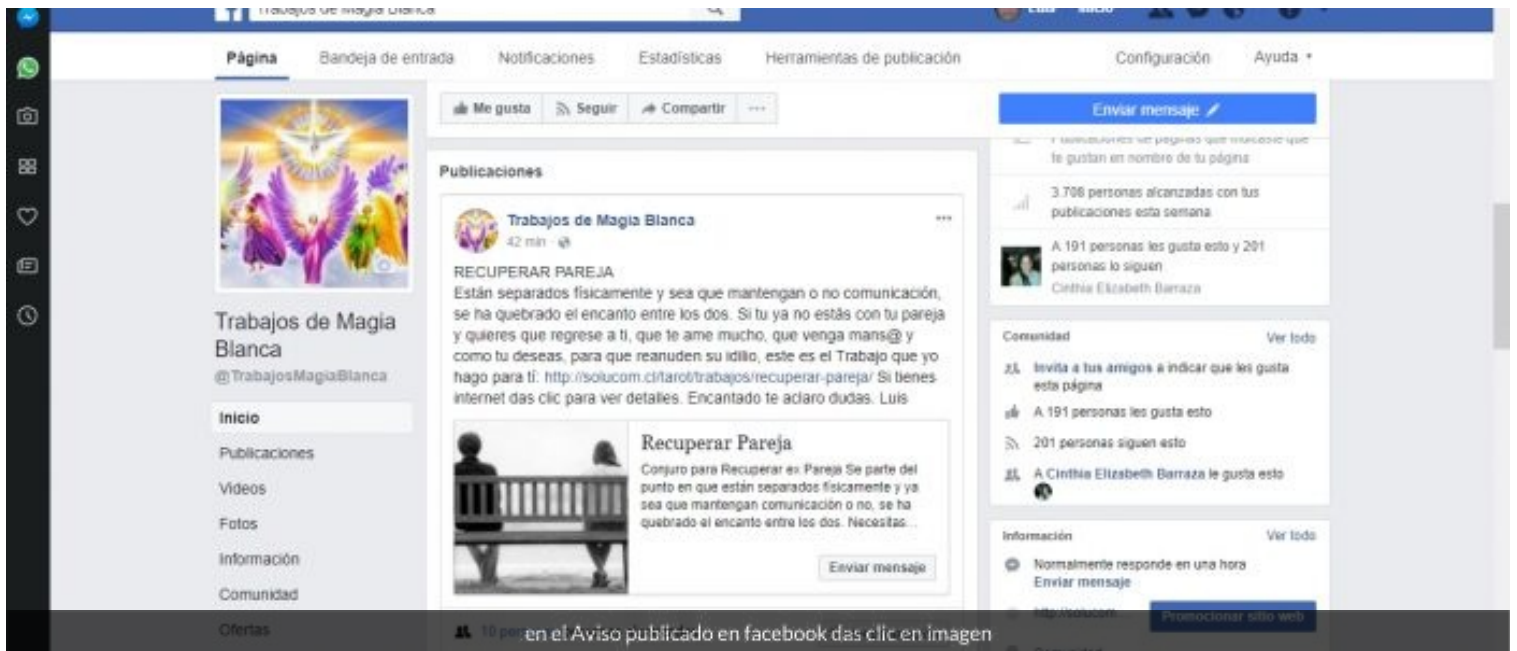 Trabajos de Magia Blanca
Luis Inicio
Página Bandeja de entrada Notificaciones Estadísticas Herramientas de publicación Configuración Ayuda
Me gusta Seguir Compartir ...
Enviar mensaje
Trabajos de Magia Blanca
@TrabajosMagiaBlanca
Inicio
Publicaciones
Videos
Fotos
Información
Comunidad
Ofertas
Publicaciones
Trabajos de Magia Blanca
42 min
RECUPERAR PAREJA
Están separados físicamente y sea que mantengan o no comunicación,
se ha quebrado el encanto entre los dos. Si tu ya no estás con tu pareja
y quieres que regrese a ti, que te ame mucho, que venga mans@ y
como tu deseas, para que reanuden su idilio, este es el Trabajo que yo
hago para tí: http://solucom.cl/tarot/trabajos/recuperar-pareja/ Si tienes
internet das clic para ver detalles. Encantado te aclaro dudas. Luis
Recuperar Pareja
Conjuro para Recuperar ex Pareja Se parte del
punto en que están separados físicamente y ya
sea que mantengan comunicación o no, se ha
quebrado el encanto entre los dos. Necesitas...
Enviar mensaje
Publicaciones de páginas que indicaste que
te gustan en nombre de tu página
3.708 personas alcanzadas con tus
publicaciones esta semana
A 191 personas les gusta esto y 201
personas lo siguen
Cinthia Elizabeth Barraza
Comunidad Ver todo
Invita a tus amigos a indicar que les gusta
esta página
A 191 personas les gusta esto
201 personas siguen esto
A Cinthia Elizabeth Barraza le gusta esto
Información Ver todo
Normalmente responde en una hora
Enviar mensaje
http://solucom...
Promocionar sitio web
en el Aviso publicado en facebook das clic en imagen